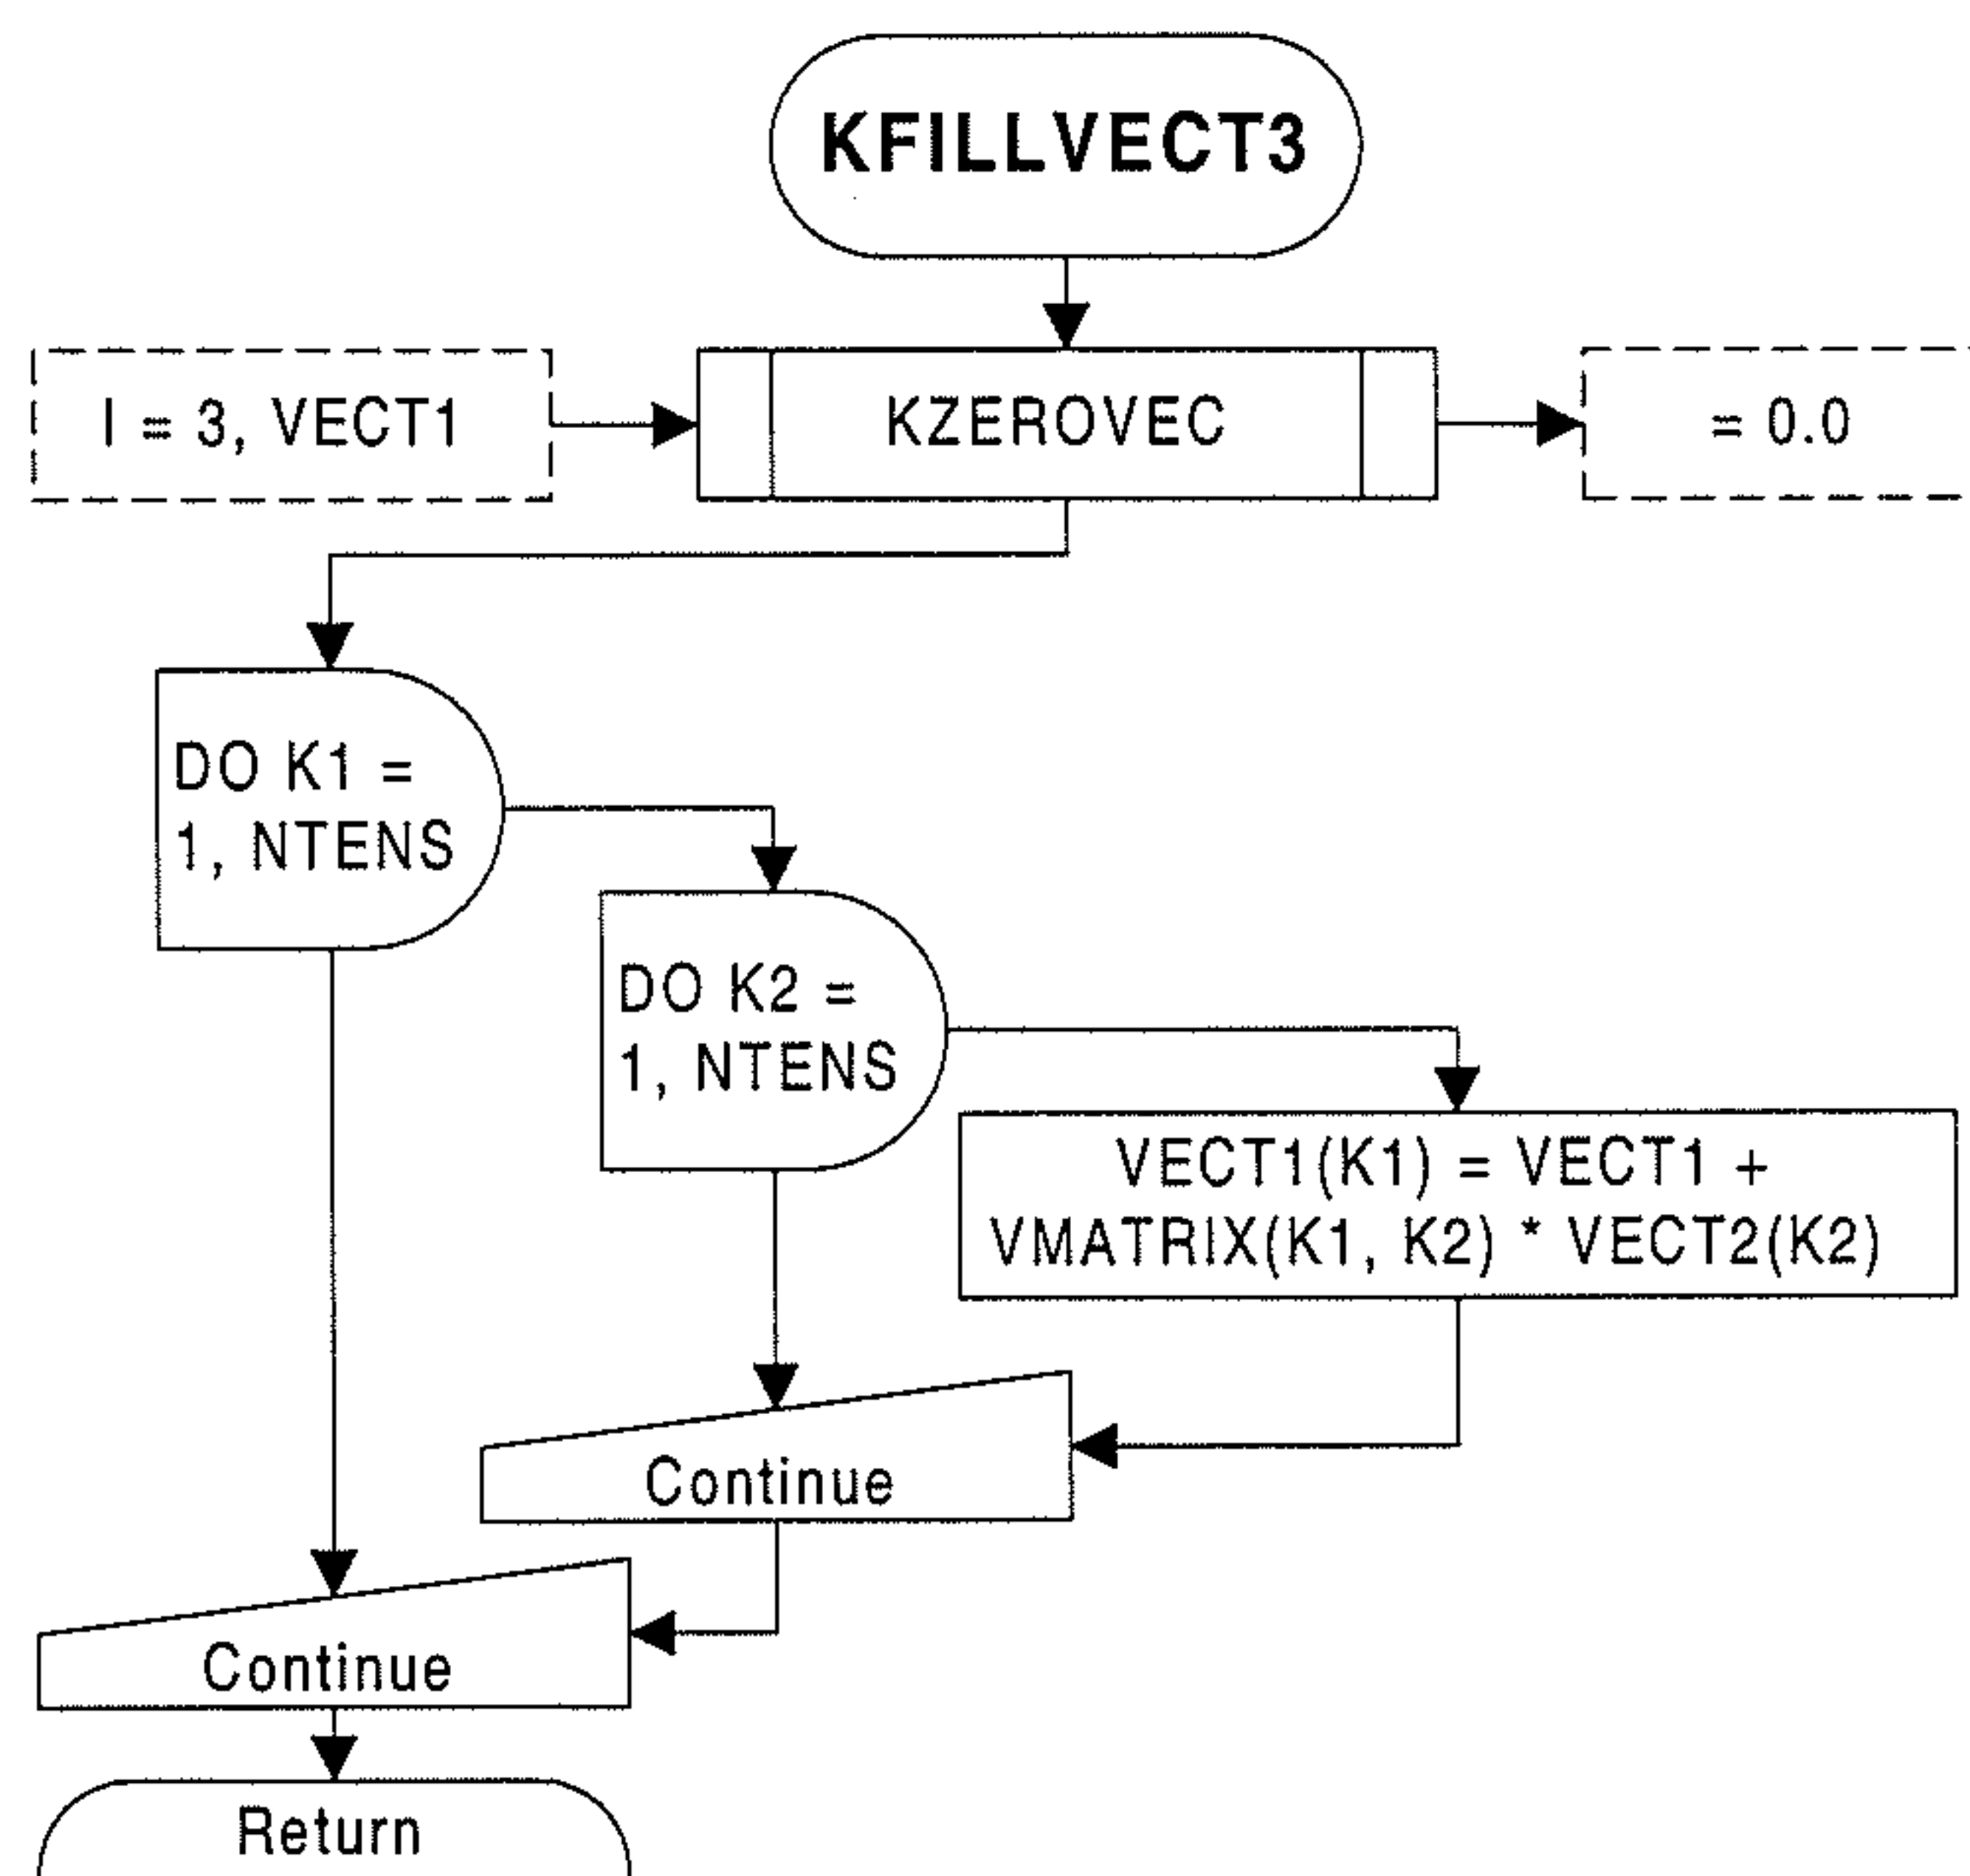 KFILLVECT3
I = 3, VECT1
KZEROVEC
= 0.0
DO K1 =
1, NTENS
DO K2 =
1, NTENS
VECT1(K1) = VECT1 +
VMATRIX(K1, K2) * VECT2(K2)
Continue
Continue
Return